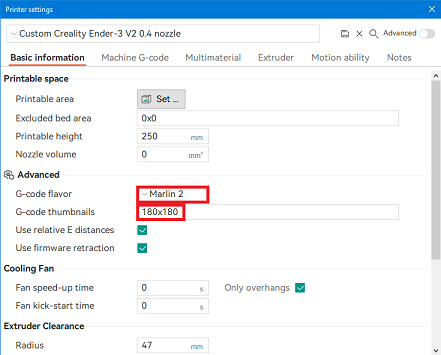 Printer settings
Custom Creality Ender-3 V2 0.4 nozzle Advanced
Basic information Machine G-code Multimaterial Extruder Motion ability Notes
Printable space
Printable area Set ...
Excluded bed area 0x0
Printable height 250 mm
Nozzle volume 0 mm³
Advanced
G-code flavor Marlin 2
G-code thumbnails 180x180
Use relative E distances
Use firmware retraction
Cooling Fan
Fan speed-up time 0 s Only overhangs
Fan kick-start time 0 s
Extruder Clearance
Radius 47 mm